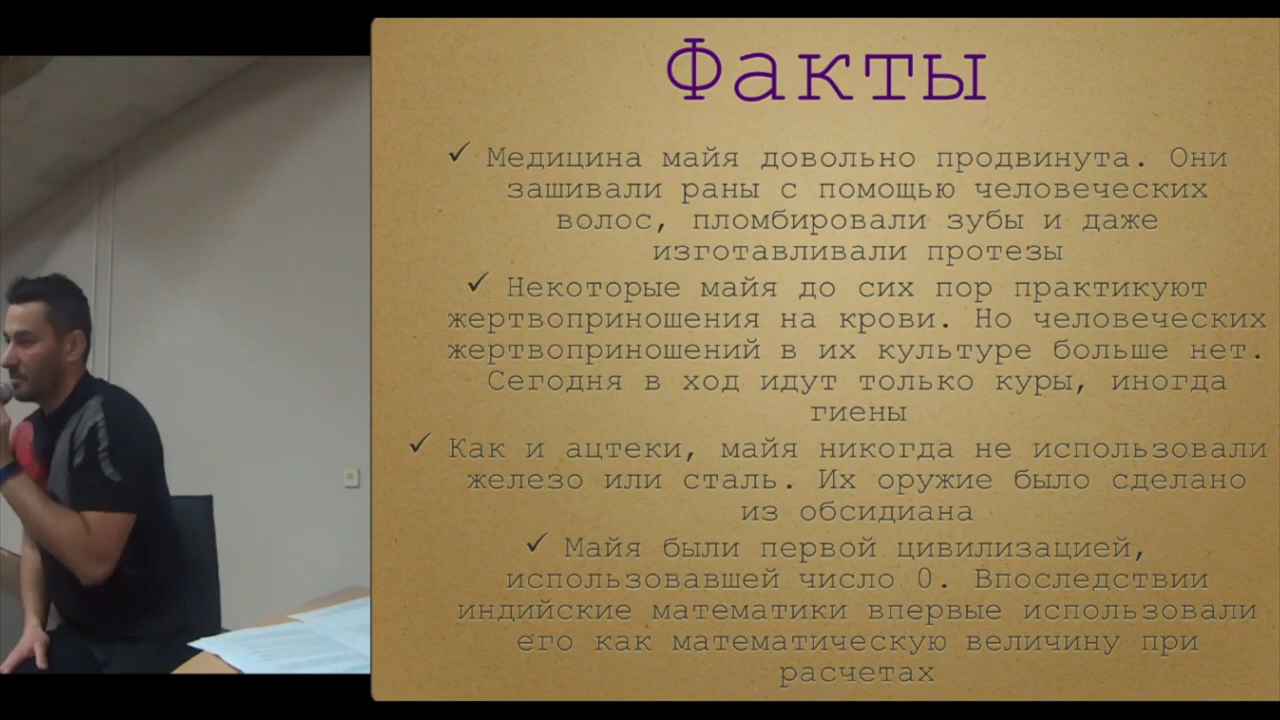 Факты
✓ Медицина майя довольно продвинута. Они
зашивали раны с помощью человеческих
волос, пломбировали зубы и даже
изготавливали протезы
✓ Некоторые майя до сих пор практикуют
жертвоприношения на крови. Но человеческих
жертвоприношений в их культуре больше нет.
Сегодня в ход идут только куры, иногда
гиены
✓ Как и ацтеки, майя никогда не использовали
железо или сталь. Их оружие было сделано
из обсидиана
✓ Майя были первой цивилизацией,
использовавшей число 0. Впоследствии
индийские математики впервые использовали
его как математическую величину при
расчетах